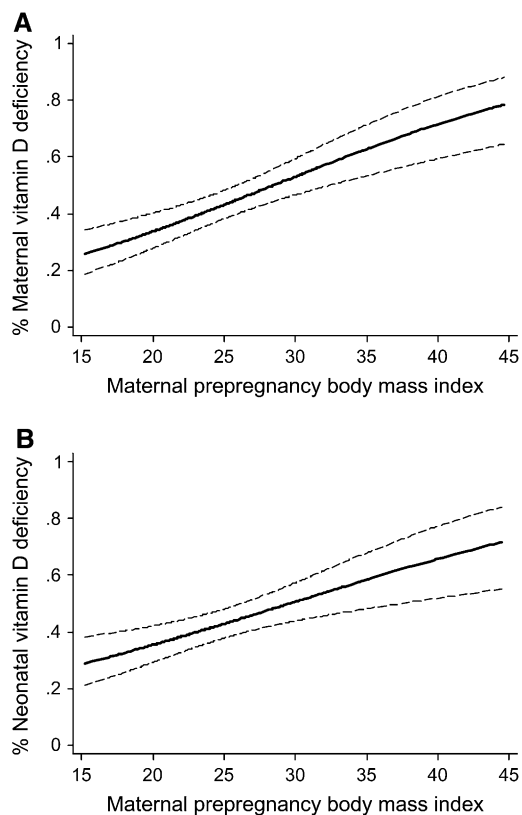 A
% Maternal vitamin D deficiency
1
.8
.6
.4
.2
0
15 20 25 30 35 40 45
Maternal prepregnancy body mass index
B
% Neonatal vitamin D deficiency
1
.8
.6
.4
.2
0
15 20 25 30 35 40 45
Maternal prepregnancy body mass index